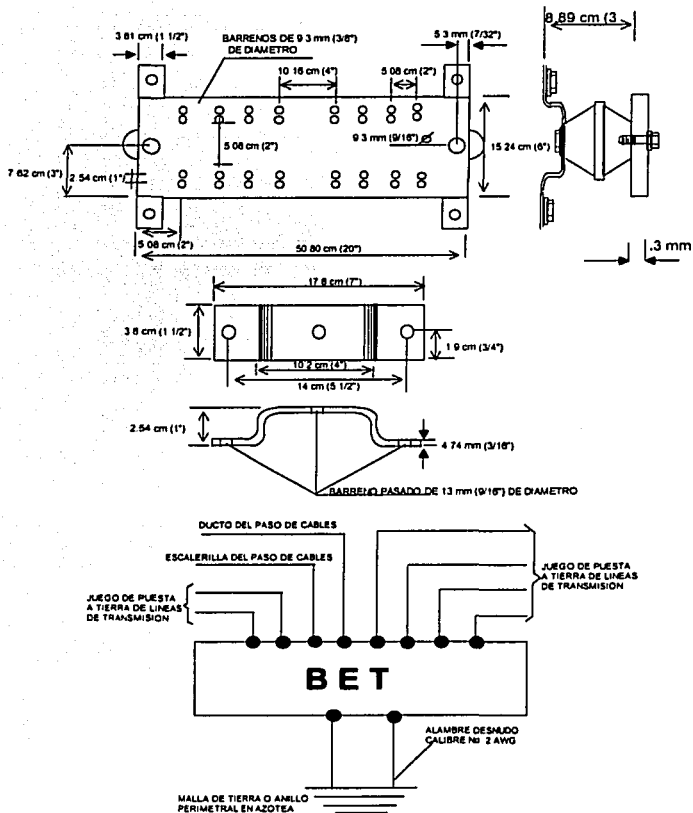 3.81 cm (1 1/2")
BARRENOS DE 9.3 mm (3/8")
DE DIAMETRO
10.16 cm (4")
5.08 cm (2")
5.3 mm (7/32")
8.89 cm (3
5.08 cm (2")
9.3 mm (9/16") Ø
15.24 cm (6")
7.62 cm (3")
2.54 cm (1")
5.08 cm (2")
50.80 cm (20")
.3 mm
17.8 cm (7")
3.8 cm (1 1/2")
1.9 cm (3/4")
10.2 cm (4")
14 cm (5 1/2")
2.54 cm (1")
4.74 mm (3/16")
BARRENO PASADO DE 13 mm (9/16") DE DIAMETRO
DUCTO DEL PASO DE CABLES
ESCALERILLA DEL PASO DE CABLES
JUEGO DE PUESTA
A TIERRA DE LINEAS
DE TRANSMISION
JUEGO DE PUESTA
A TIERRA DE LINEAS
DE TRANSMISION
BET
ALAMBRE DESNUDO
CALIBRE No 2 AWG
MALLA DE TIERRA O ANILLO
PERIMETRAL EN AZOTEA